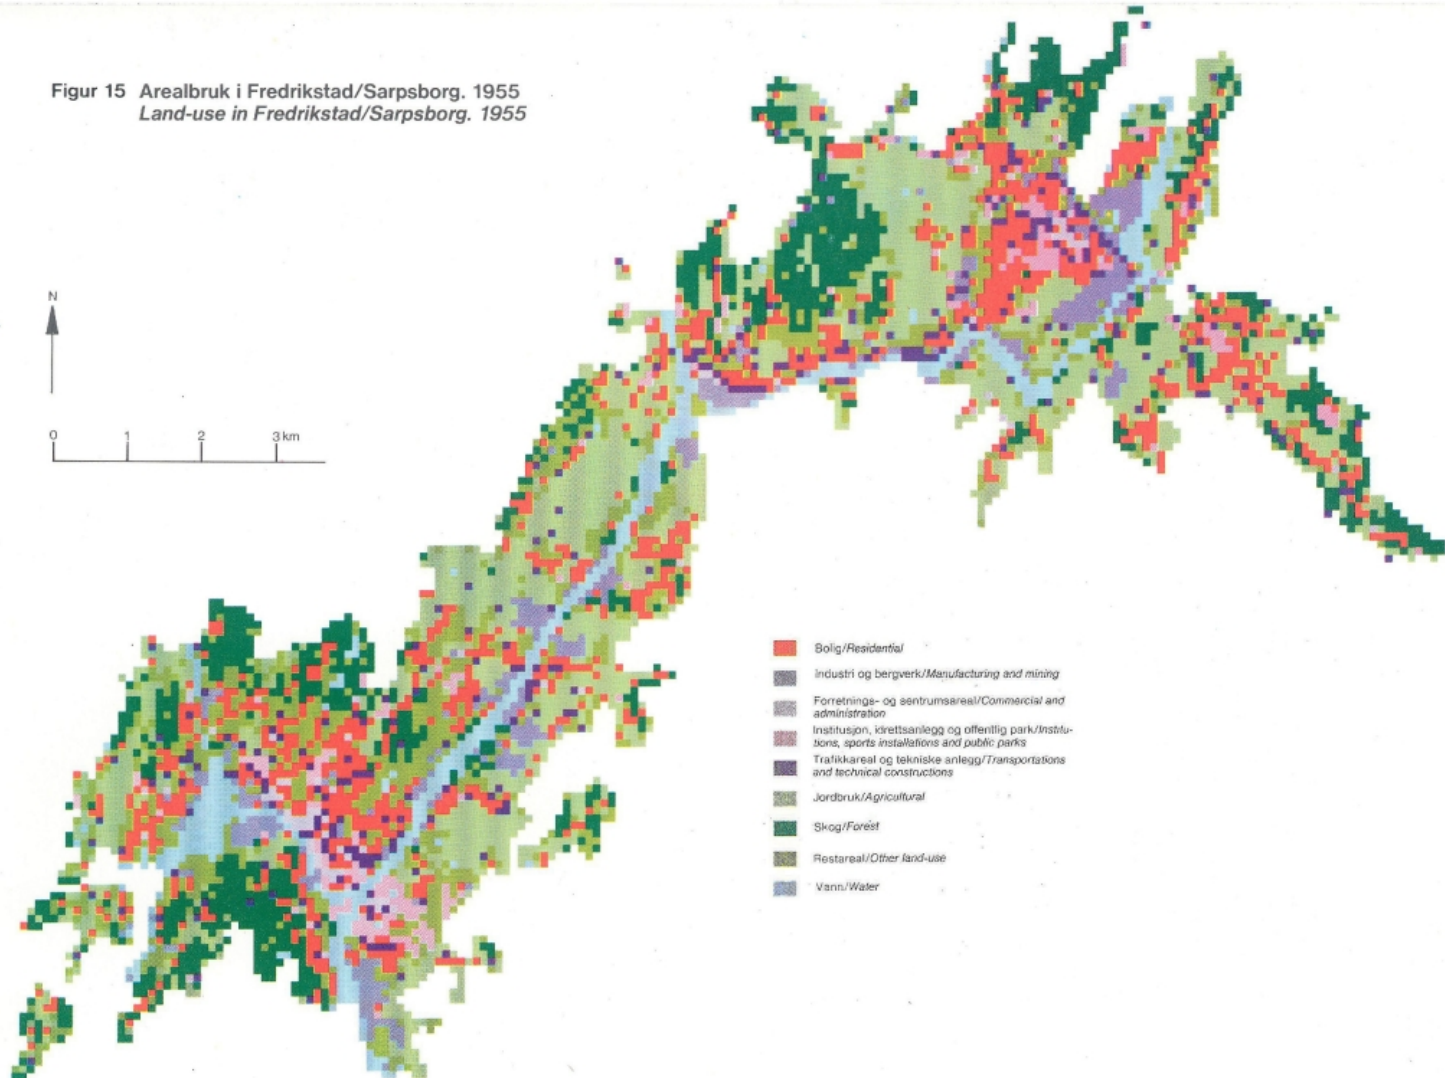 Figur 15 Arealbruk i Fredrikstad/Sarpsborg. 1955
Land-use in Fredrikstad/Sarpsborg. 1955
N
0 1 2 3 km
Bolig/Residential
Industri og bergverk/Manufacturing and mining
Forretnings- og sentrumsareal/Commercial and
administration
Institusjon, idrettsanlegg og offentlig park/Institu-
tions, sports installations and public parks
Trafikkareal og tekniske anlegg/Transportations
and technical constructions
Jordbruk/Agricultural
Skog/Forest
Restareal/Other land-use
Vann/Water